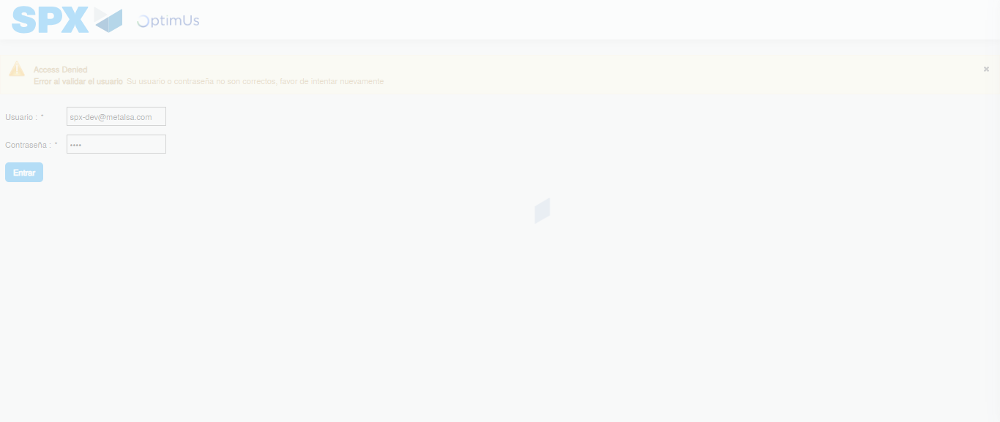 SPX OptimUs
Access Denied
Error al validar el usuario Su usuario o contraseña no son correctos, favor de intentar nuevamente
Usuario : * spx-dev@metalsa.com
Contraseña : * ••••
Entrar